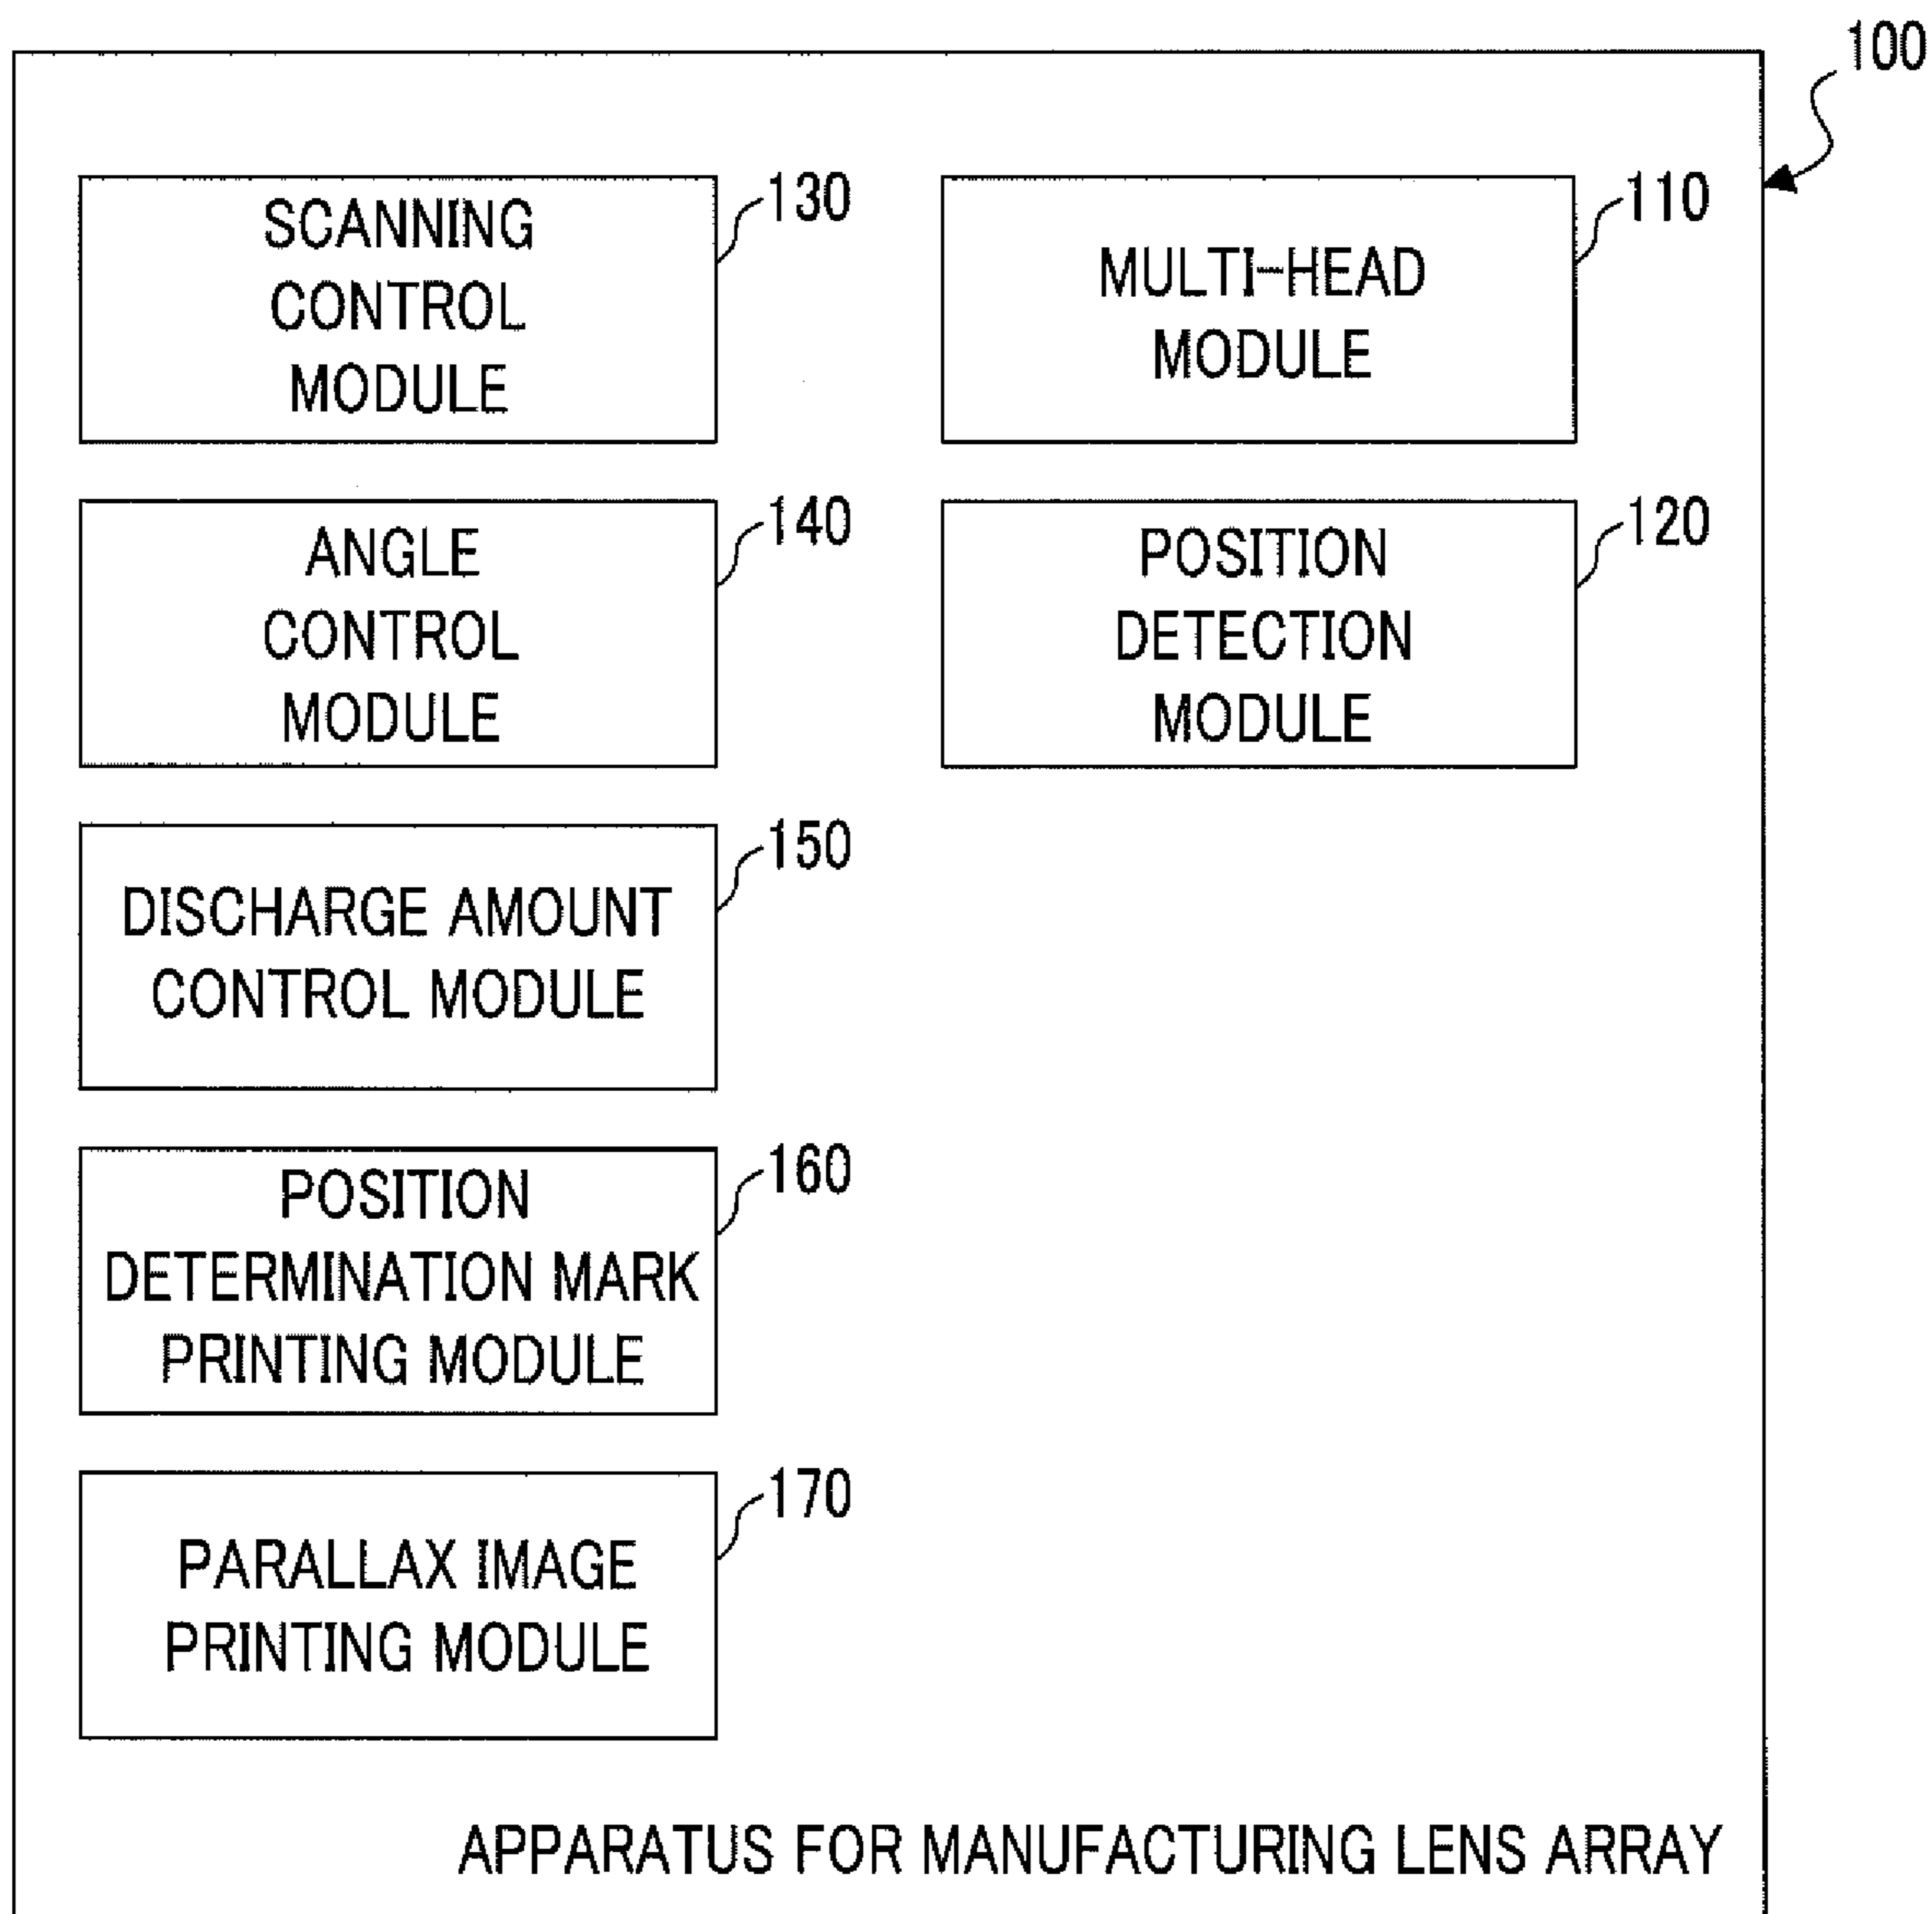 100
SCANNING
CONTROL
MODULE
130
MULTI-HEAD
MODULE
110
ANGLE
CONTROL
MODULE
140
POSITION
DETECTION
MODULE
120
DISCHARGE AMOUNT
CONTROL MODULE
150
POSITION
DETERMINATION MARK
PRINTING MODULE
160
PARALLAX IMAGE
PRINTING MODULE
170
APPARATUS FOR MANUFACTURING LENS ARRAY